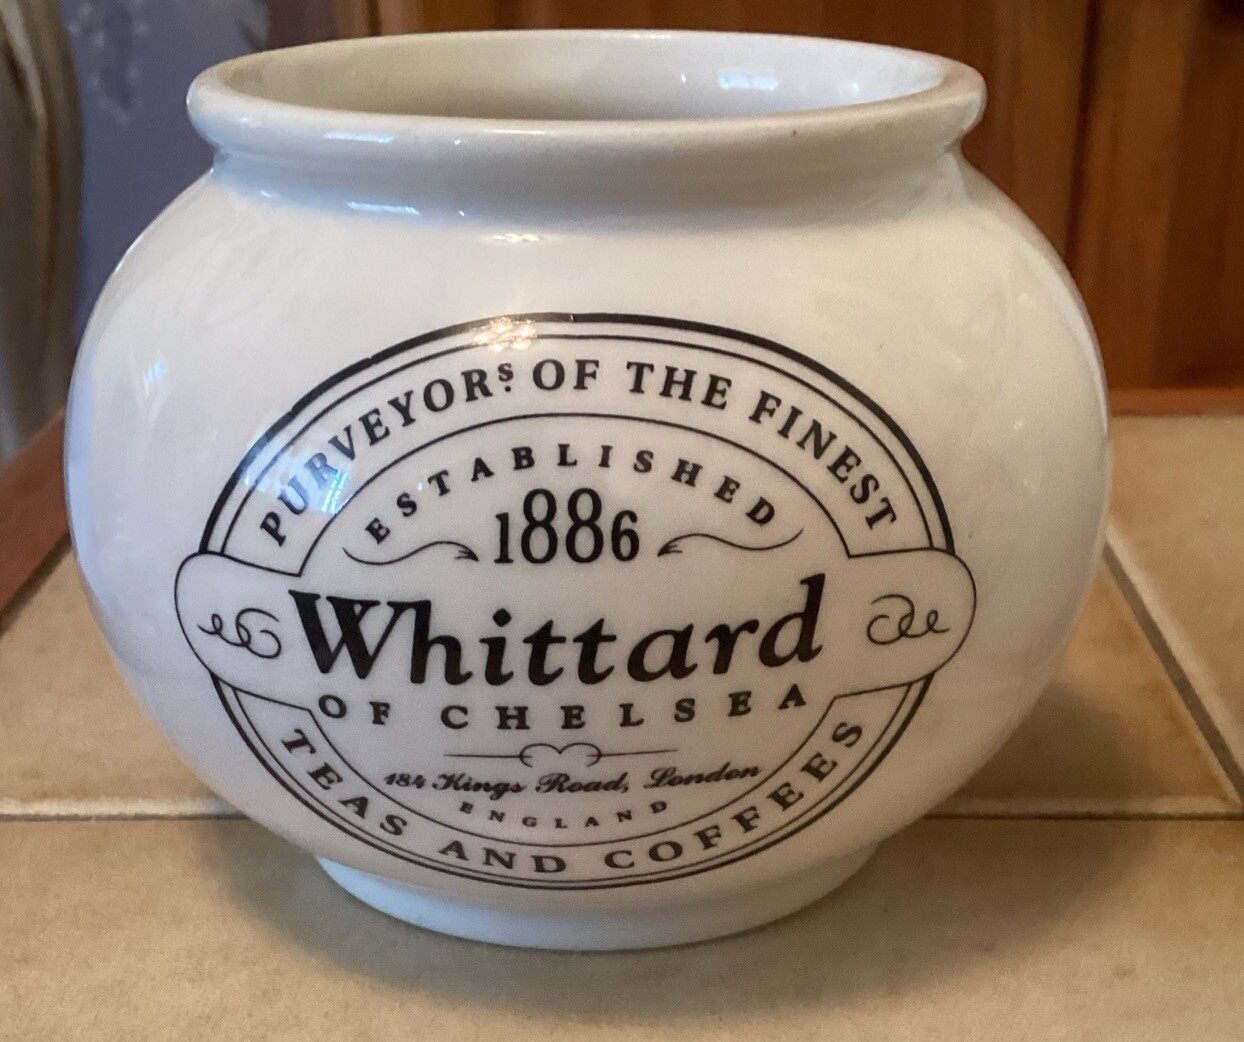 PURVEYORS OF THE FINEST
ESTABLISHED
1886
Whittard
OF CHELSEA
184 Kings Road, London
ENGLAND
TEAS AND COFFEES